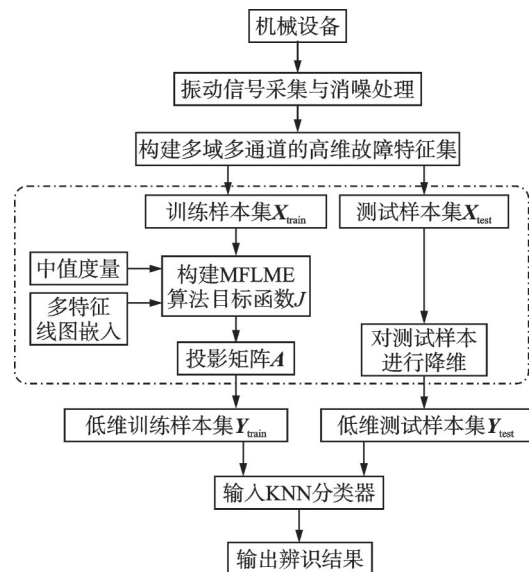 机械设备
振动信号采集与消噪处理
构建多域多通道的高维故障特征集
训练样本集Xtrain
测试样本集Xtest
中值度量
构建MFLME
算法目标函数J
多特征
线图嵌入
投影矩阵A
对测试样本
进行降维
低维训练样本集Ytrain
低维测试样本集Ytest
输入KNN分类器
输出辨识结果